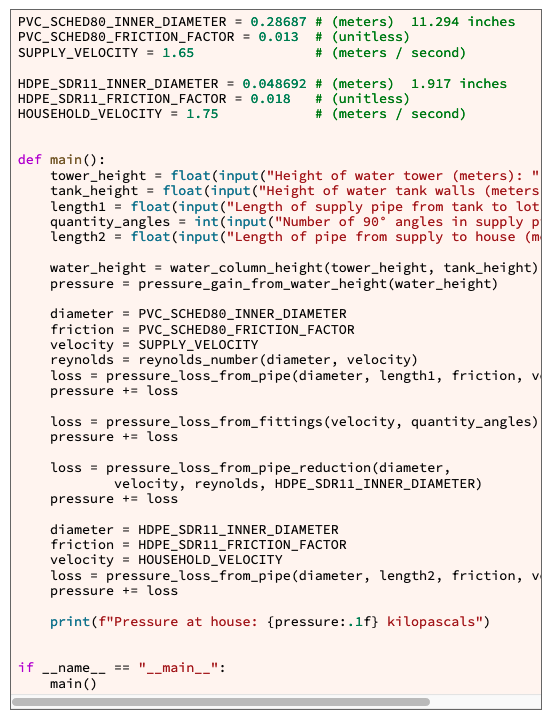 PVC_SCHED80_INNER_DIAMETER = 0.28687 # (meters)  11.294 inches
PVC_SCHED80_FRICTION_FACTOR = 0.013  # (unitless)
SUPPLY_VELOCITY = 1.65               # (meters / second)

HDPE_SDR11_INNER_DIAMETER = 0.048692 # (meters)  1.917 inches
HDPE_SDR11_FRICTION_FACTOR = 0.018   # (unitless)
HOUSEHOLD_VELOCITY = 1.75            # (meters / second)


def main():
    tower_height = float(input("Height of water tower (meters): "
    tank_height = float(input("Height of water tank walls (meters
    length1 = float(input("Length of supply pipe from tank to lot
    quantity_angles = int(input("Number of 90° angles in supply p
    length2 = float(input("Length of pipe from supply to house (m

    water_height = water_column_height(tower_height, tank_height)
    pressure = pressure_gain_from_water_height(water_height)

    diameter = PVC_SCHED80_INNER_DIAMETER
    friction = PVC_SCHED80_FRICTION_FACTOR
    velocity = SUPPLY_VELOCITY
    reynolds = reynolds_number(diameter, velocity)
    loss = pressure_loss_from_pipe(diameter, length1, friction, v
    pressure += loss

    loss = pressure_loss_from_fittings(velocity, quantity_angles)
    pressure += loss

    loss = pressure_loss_from_pipe_reduction(diameter,
            velocity, reynolds, HDPE_SDR11_INNER_DIAMETER)
    pressure += loss

    diameter = HDPE_SDR11_INNER_DIAMETER
    friction = HDPE_SDR11_FRICTION_FACTOR
    velocity = HOUSEHOLD_VELOCITY
    loss = pressure_loss_from_pipe(diameter, length2, friction, v
    pressure += loss

    print(f"Pressure at house: {pressure:.1f} kilopascals")


if __name__ == "__main__":
    main()